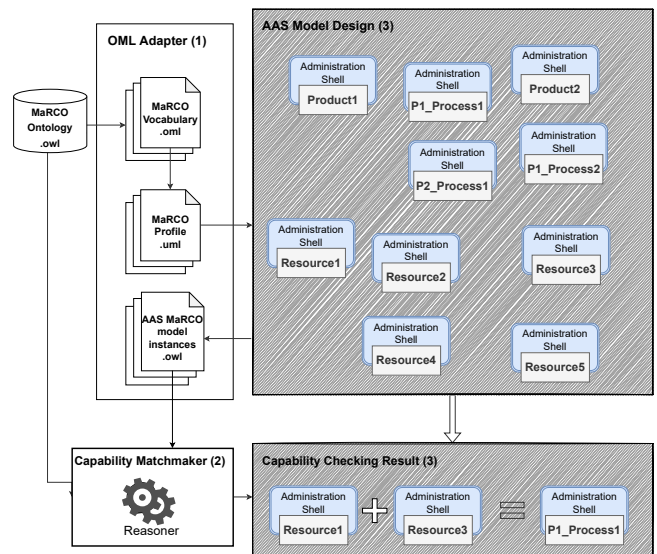 OML Adapter (1)
MaRCO
Ontology
.owl
MaRCO
Vocabulary
.oml
MaRCO
Profile
.uml
AAS MaRCO
model
instances
.owl
AAS Model Design (3)
Administration
Shell
Product1
Administration
Shell
P1_Process1
Administration
Shell
Product2
Administration
Shell
P2_Process1
Administration
Shell
P1_Process2
Administration
Shell
Resource1
Administration
Shell
Resource2
Administration
Shell
Resource3
Administration
Shell
Resource4
Administration
Shell
Resource5
Capability Matchmaker (2)
Reasoner
Capability Checking Result (3)
Administration
Shell
Resource1
Administration
Shell
Resource3
Administration
Shell
P1_Process1